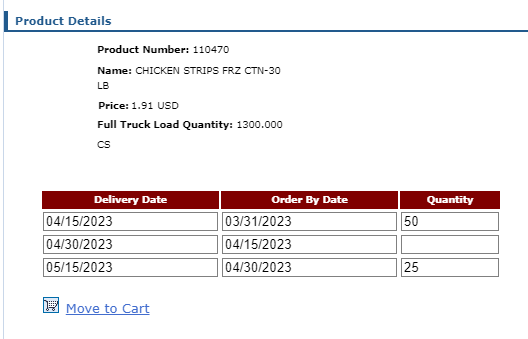 Product Details
Product Number: 110470
Name: CHICKEN STRIPS FRZ CTN-30
LB
Price: 1.91 USD
Full Truck Load Quantity: 1300.000
CS
Delivery Date Order By Date Quantity
04/15/2023 03/31/2023 50
04/30/2023 04/15/2023
05/15/2023 04/30/2023 25
Move to Cart